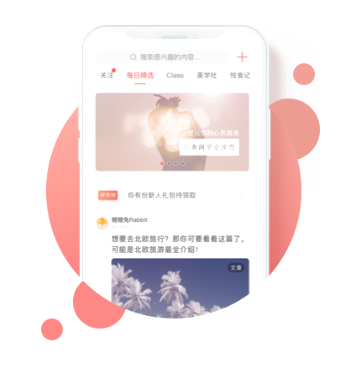 搜索感兴趣的内容...
关注 每日精选 Class 美学社 悦食记
你有份新人礼包待领取
瞪瞪兔Rabbit
想要去北欧旅行？那你可要看看这篇了，
可能是北欧旅游最全介绍！
文章